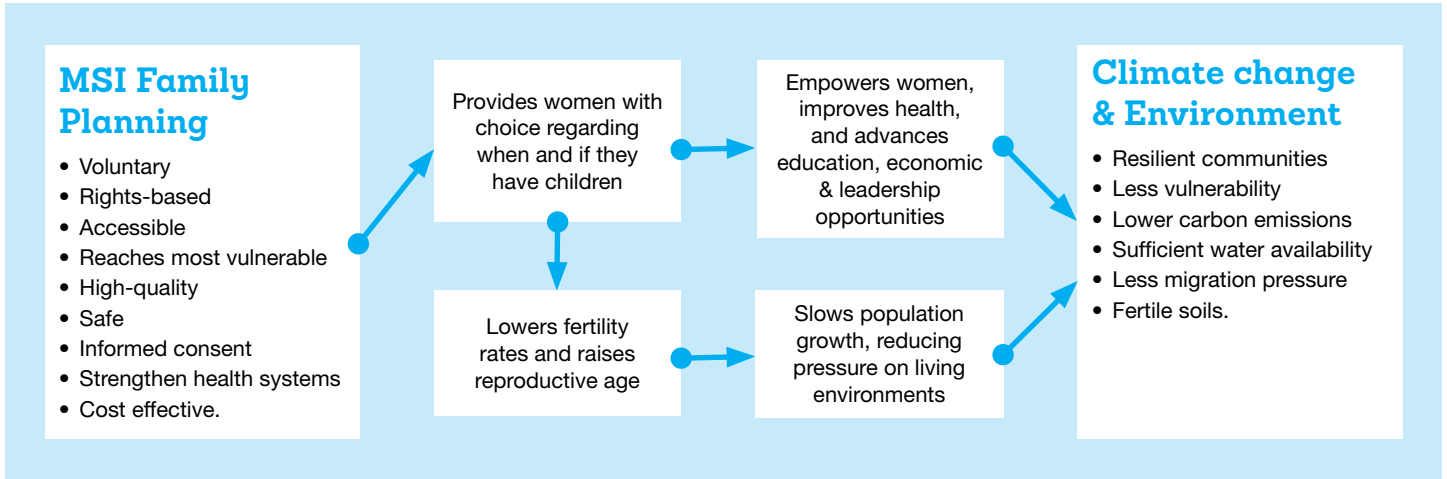 MSI Family
Planning
• Voluntary
• Rights-based
• Accessible
• Reaches most vulnerable
• High-quality
• Safe
• Informed consent
• Strengthen health systems
• Cost effective.
Provides women with
choice regarding
when and if they
have children
Empowers women,
improves health,
and advances
education, economic
& leadership
opportunities
Lowers fertility
rates and raises
reproductive age
Slows population
growth, reducing
pressure on living
environments
Climate change
& Environment
• Resilient communities
• Less vulnerability
• Lower carbon emissions
• Sufficient water availability
• Less migration pressure
• Fertile soils.